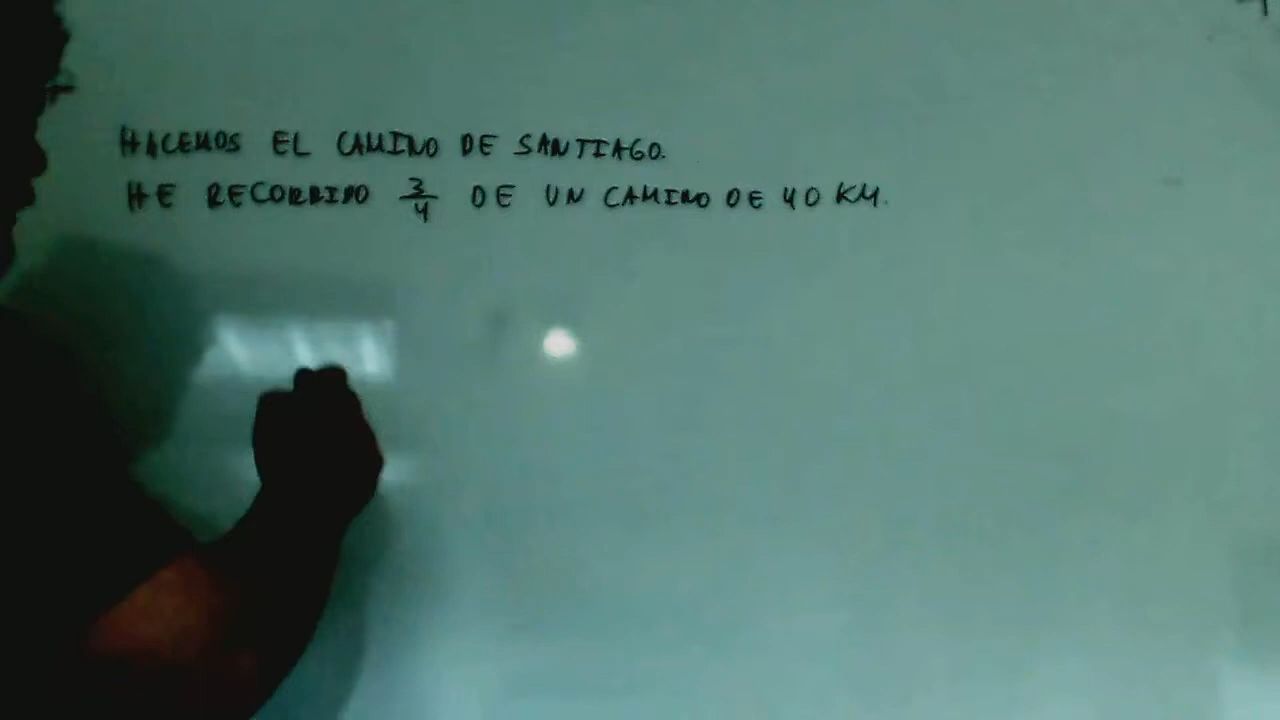 HACEMOS EL CAMINO DE SANTIAGO.
HE RECORRIDO 3/4 DE UN CAMINO DE 40 KM.